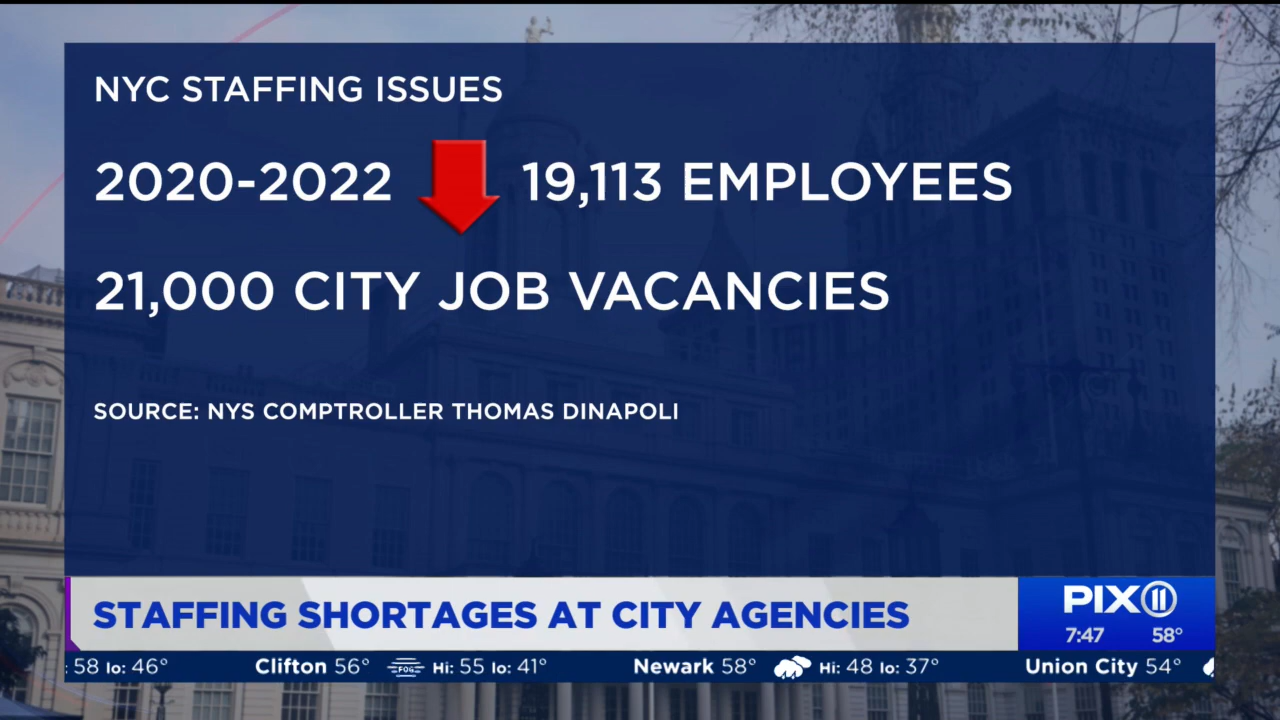 NYC STAFFING ISSUES
2020-2022 19,113 EMPLOYEES
21,000 CITY JOB VACANCIES
SOURCE: NYS COMPTROLLER THOMAS DINAPOLI
STAFFING SHORTAGES AT CITY AGENCIES
PIX11
7:47 58°
: 58 lo: 46° Clifton 56° FOG Hi: 55 lo: 41° Newark 58° Hi: 48 lo: 37° Union City 54°